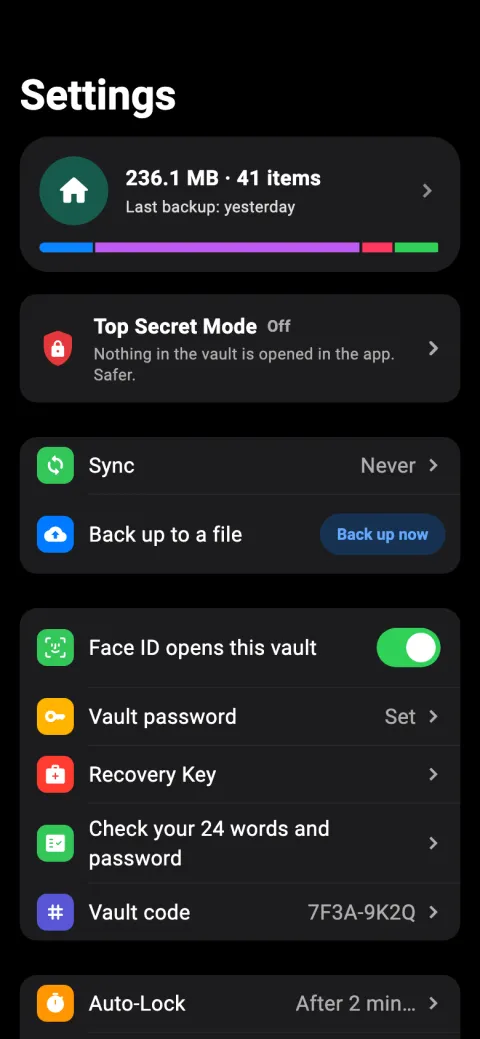 Settings
236.1 MB · 41 items
Last backup: yesterday
Top Secret Mode Off
Nothing in the vault is opened in the app.
Safer.
Sync Never
Back up to a file Back up now
Face ID opens this vault
Vault password Set
Recovery Key
Check your 24 words and
password
Vault code 7F3A-9K2Q
Auto-Lock After 2 min…